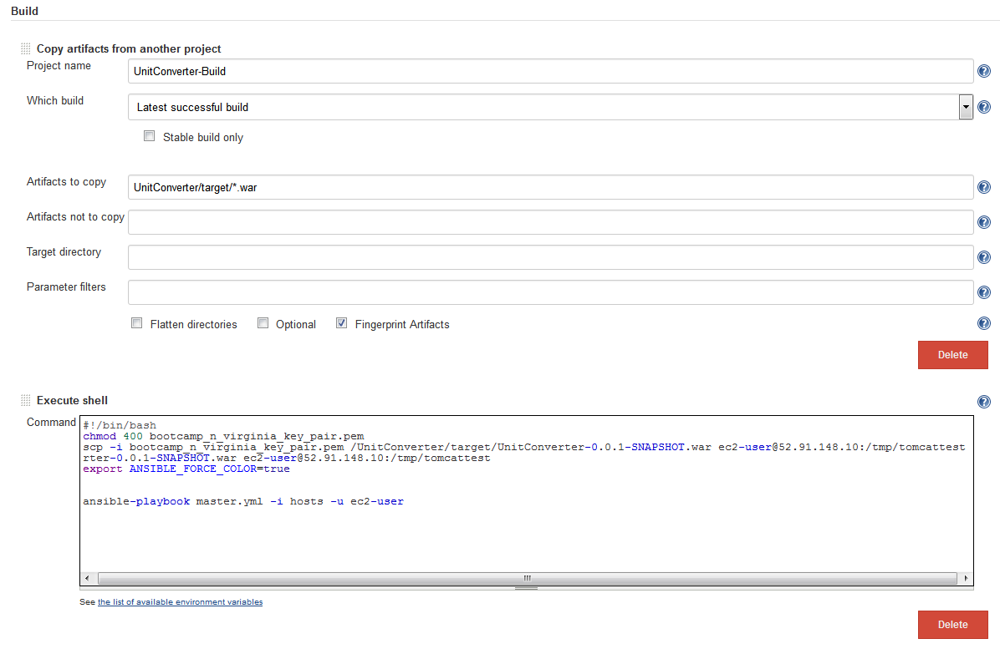 Build
Copy artifacts from another project
Project name
UnitConverter-Build
Which build
Latest successful build
Stable build only
Artifacts to copy
UnitConverter/target/*.war
Artifacts not to copy
Target directory
Parameter filters
Flatten directories
Optional
Fingerprint Artifacts
Delete
Execute shell
Command
#!/bin/bash
chmod 400 bootcamp_n_virginia_key_pair.pem
scp -i bootcamp_n_virginia_key_pair.pem /UnitConverter/target/UnitConverter-0.0.1-SNAPSHOT.war ec2-user@52.91.148.10:/tmp/tomcattest
rter-0.0.1-SNAPSHOT.war ec2-user@52.91.148.10:/tmp/tomcattest
export ANSIBLE_FORCE_COLOR=true
ansible-playbook master.yml -i hosts -u ec2-user
See the list of available environment variables
Delete